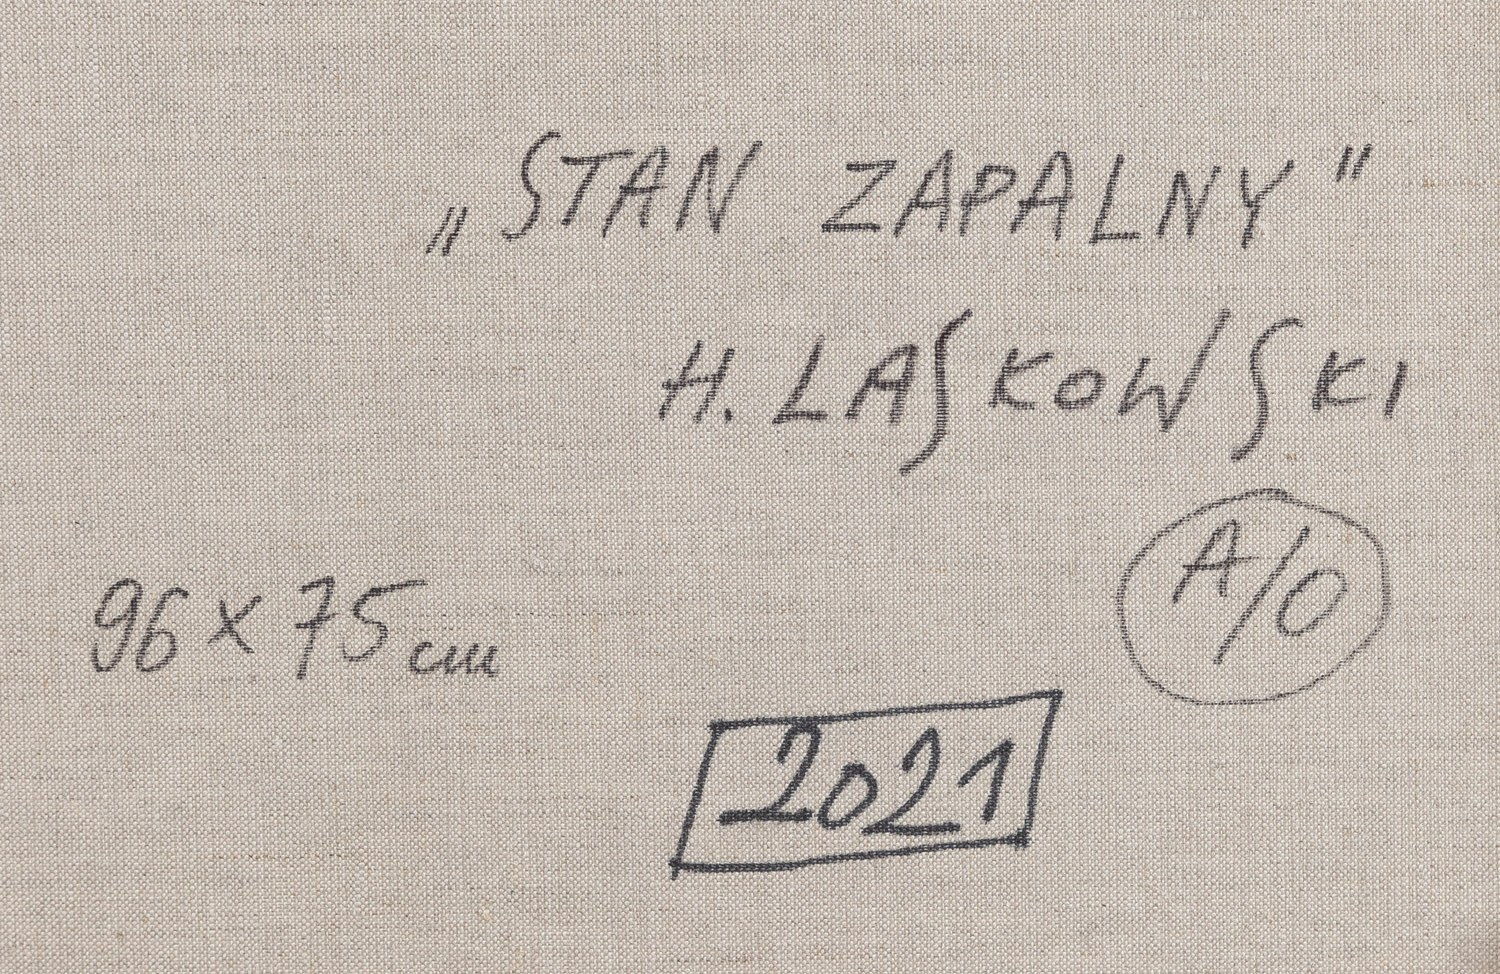 „STAN ZAPALNY"
H. LASKOWSKI
A/O
96 x 75 cm
2021